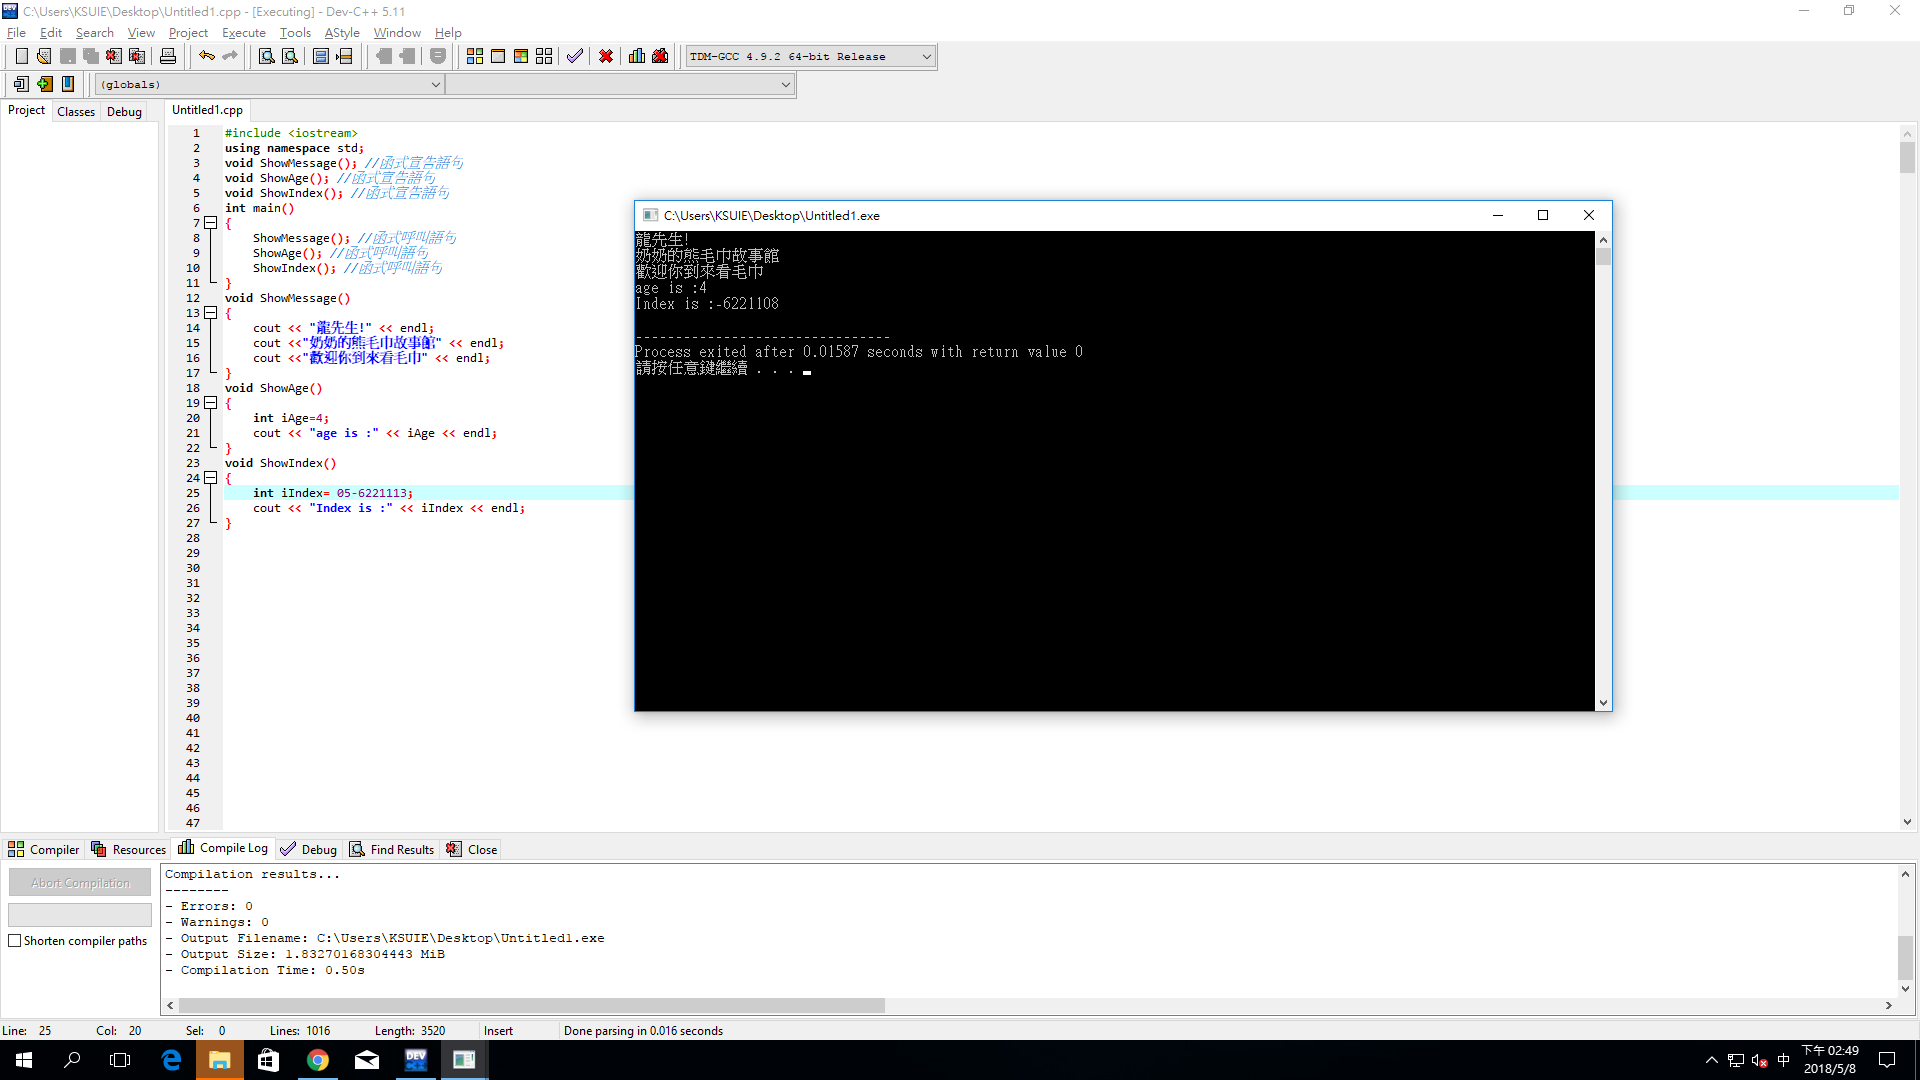 C:\Users\KSUIE\Desktop\Untitled1.cpp - [Executing] - Dev-C++ 5.11
File Edit Search View Project Execute Tools AStyle Window Help
TDM-GCC 4.9.2 64-bit Release
(globals)
Project Classes Debug
Untitled1.cpp
1 #include <iostream>
2 using namespace std;
3 void ShowMessage(); //函式宣告語句
4 void ShowAge(); //函式宣告語句
5 void ShowIndex(); //函式宣告語句
6 int main()
7 {
8 ShowMessage(); //函式呼叫語句
9 ShowAge(); //函式呼叫語句
10 ShowIndex(); //函式呼叫語句
11 }
12 void ShowMessage()
13 {
14 cout << "龍先生!" << endl;
15 cout <<"奶奶的熊毛巾故事館" << endl;
16 cout <<"歡迎你到來看毛巾" << endl;
17 }
18 void ShowAge()
19 {
20 int iAge=4;
21 cout << "age is :" << iAge << endl;
22 }
23 void ShowIndex()
24 {
25 int iIndex= 05-6221113;
26 cout << "Index is :" << iIndex << endl;
27 }
28
29
30
31
32
33
34
35
36
37
38
39
40
41
42
43
44
45
46
47
C:\Users\KSUIE\Desktop\Untitled1.exe
龍先生!
奶奶的熊毛巾故事館
歡迎你到來看毛巾
age is :4
Index is :-6221108
--------------------------------
Process exited after 0.01587 seconds with return value 0
請按任意鍵繼續 . . .
Compiler Resources Compile Log Debug Find Results Close
Abort Compilation
Shorten compiler paths
Compilation results...
--------
- Errors: 0
- Warnings: 0
- Output Filename: C:\Users\KSUIE\Desktop\Untitled1.exe
- Output Size: 1.83270168304443 MiB
- Compilation Time: 0.50s
Line: 25 Col: 20 Sel: 0 Lines: 1016 Length: 3520 Insert Done parsing in 0.016 seconds
DEV
中
下午 02:49
2018/5/8